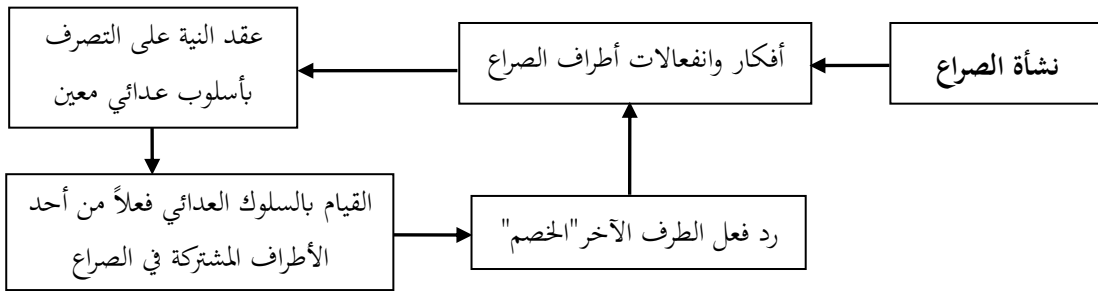 نشأة الصراع
أفكار وانفعالات أطراف الصراع
عقد النية على التصرف
بأسلوب عدائي معين
القيام بالسلوك العدائي فعلاً من أحد
الأطراف المشتركة في الصراع
رد فعل الطرف الآخر"الخصم"